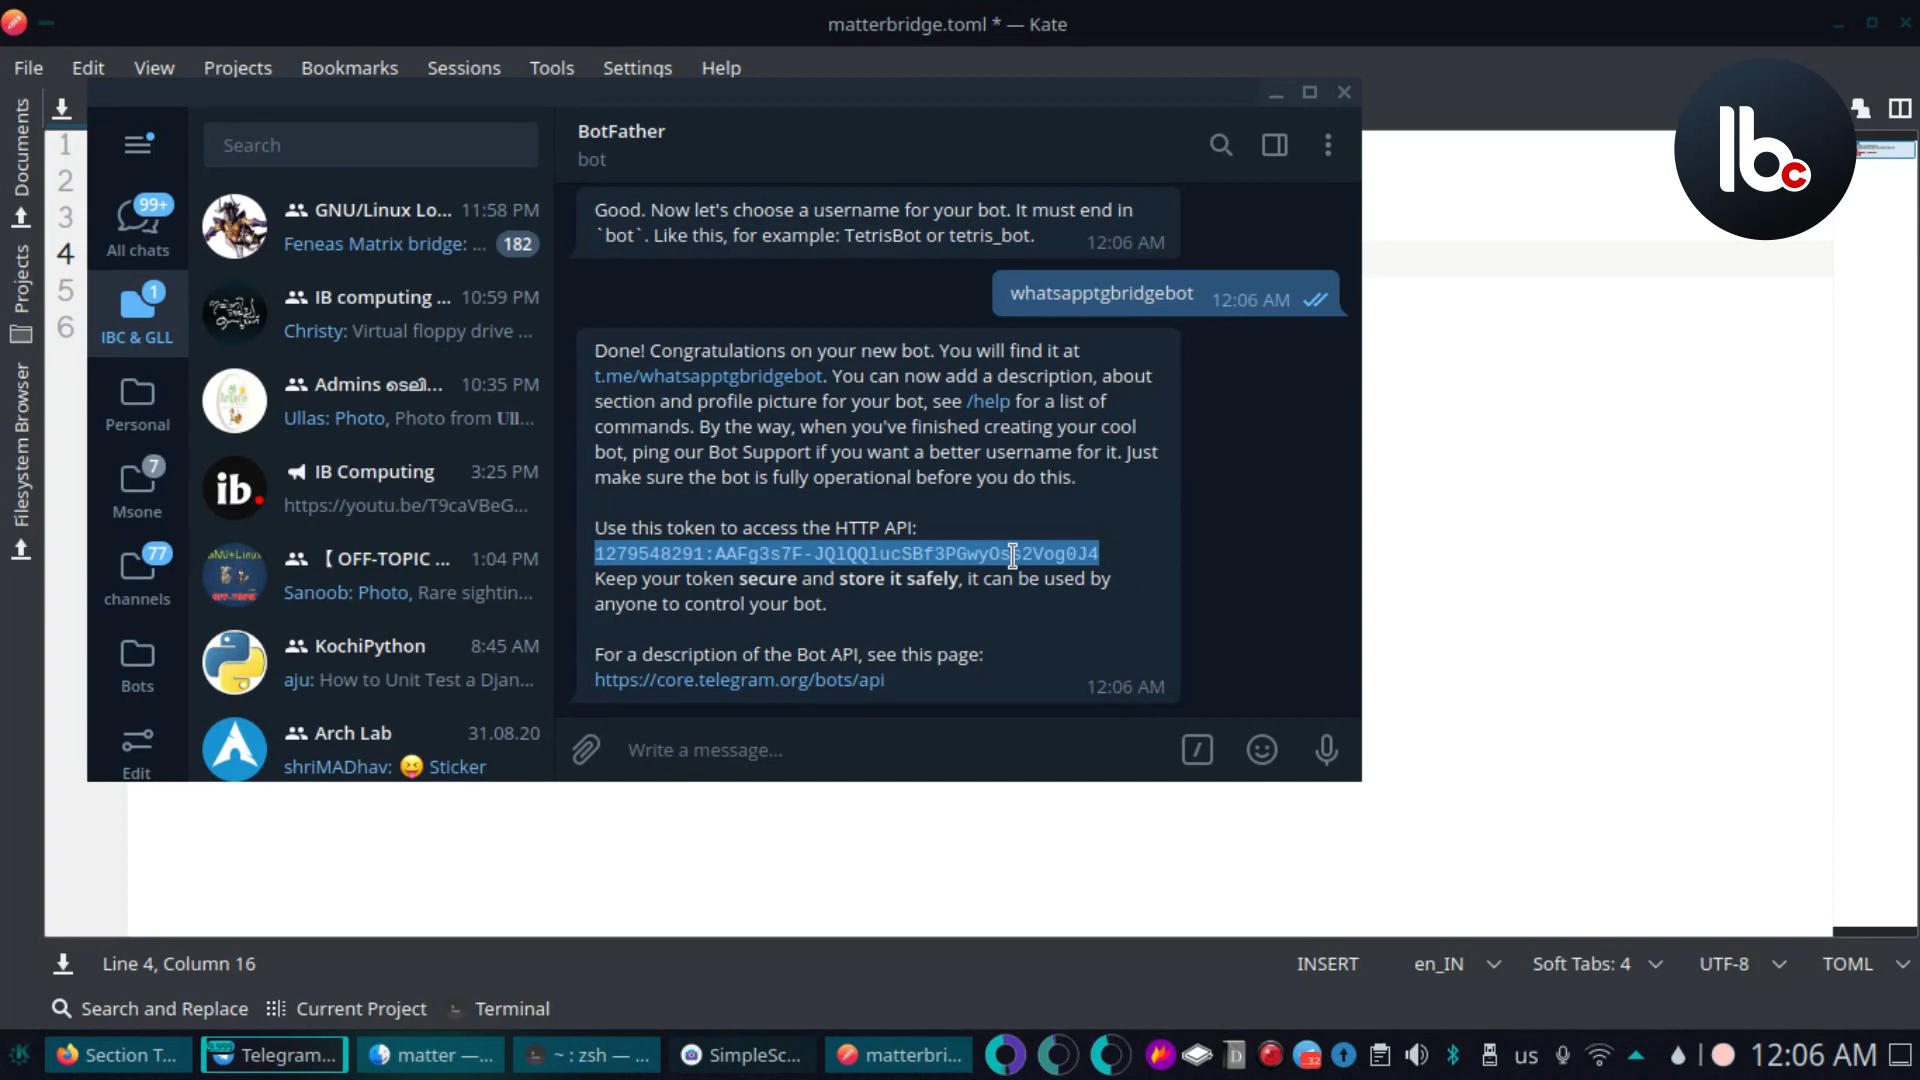 matterbridge.toml * — Kate
File Edit View Projects Bookmarks Sessions Tools Settings Help
Documents
Projects
Filesystem Browser
1
2
3
4
5
6
99+
All chats
1
IBC & GLL
Personal
7
Msone
77
channels
Bots
Edit
Search
GNU/Linux Lo... 11:58 PM
Feneas Matrix bridge: ... 182
IB computing ... 10:59 PM
Christy: Virtual floppy drive ...
Admins ടെലി... 10:35 PM
Ullas: Photo, Photo from Ull...
ib.
IB Computing 3:25 PM
https://youtu.be/T9caVBeG...
GNU+Linux
OFF-TOPIC
【 OFF-TOPIC ... 1:04 PM
Sanoob: Photo, Rare sightin...
KochiPython 8:45 AM
aju: How to Unit Test a Djan...
Arch Lab 31.08.20
shriMADhav: 😝 Sticker
BotFather
bot
Good. Now let's choose a username for your bot. It must end in
`bot`. Like this, for example: TetrisBot or tetris_bot. 12:06 AM
whatsapptgbridgebot 12:06 AM
Done! Congratulations on your new bot. You will find it at
t.me/whatsapptgbridgebot. You can now add a description, about
section and profile picture for your bot, see /help for a list of
commands. By the way, when you've finished creating your cool
bot, ping our Bot Support if you want a better username for it. Just
make sure the bot is fully operational before you do this.
Use this token to access the HTTP API:
Keep your token secure and store it safely, it can be used by
anyone to control your bot.
For a description of the Bot API, see this page:
https://core.telegram.org/bots/api 12:06 AM
Write a message...
Ibc
Line 4, Column 16 INSERT en_IN Soft Tabs: 4 UTF-8 TOML
Search and Replace Current Project Terminal
Section T... Telegram... matter —... ~ : zsh — ... SimpleSc... matterbri... us 12:06 AM